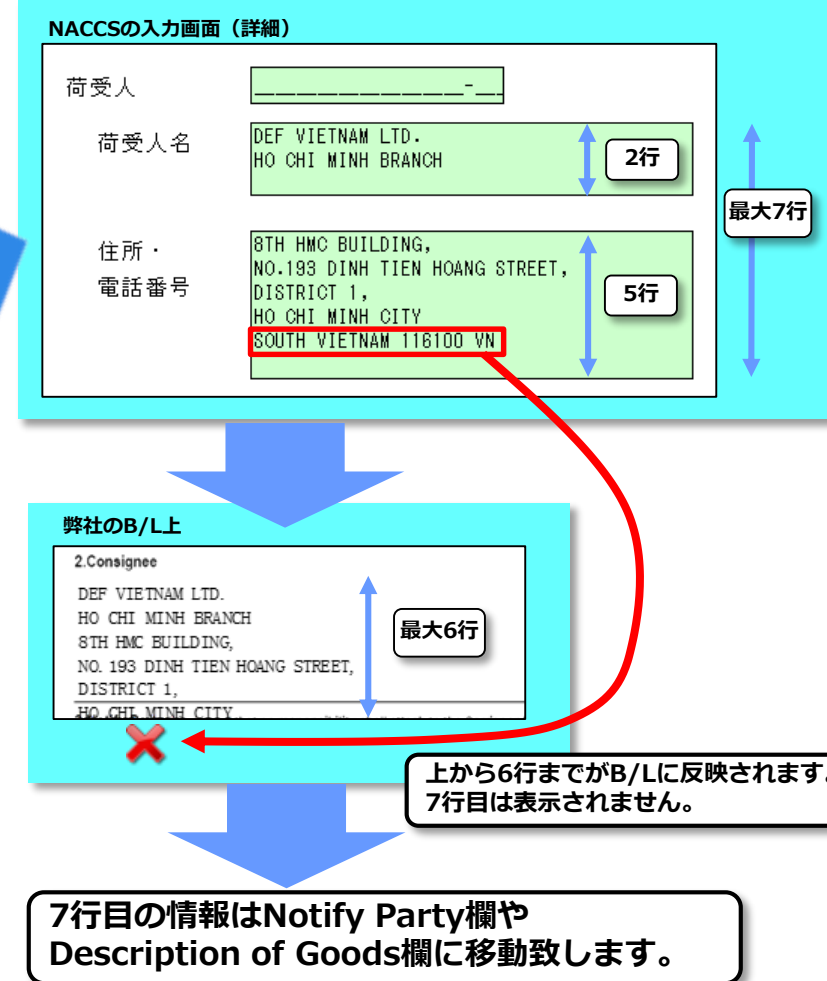 NACCSの入力画面（詳細）
荷受人
荷受人名
DEF VIETNAM LTD.
HO CHI MINH BRANCH
2行
最大7行
住所・
電話番号
8TH HMC BUILDING,
NO.193 DINH TIEN HOANG STREET,
DISTRICT 1,
HO CHI MINH CITY
SOUTH VIETNAM 116100 VN
5行
弊社のB/L上
2.Consignee
DEF VIETNAM LTD.
HO CHI MINH BRANCH
8TH HMC BUILDING,
NO. 193 DINH TIEN HOANG STREET,
DISTRICT 1,
HO CHI MINH CITY
最大6行
上から6行までがB/Lに反映されます。
7行目は表示されません。
7行目の情報はNotify Party欄や
Description of Goods欄に移動致します。